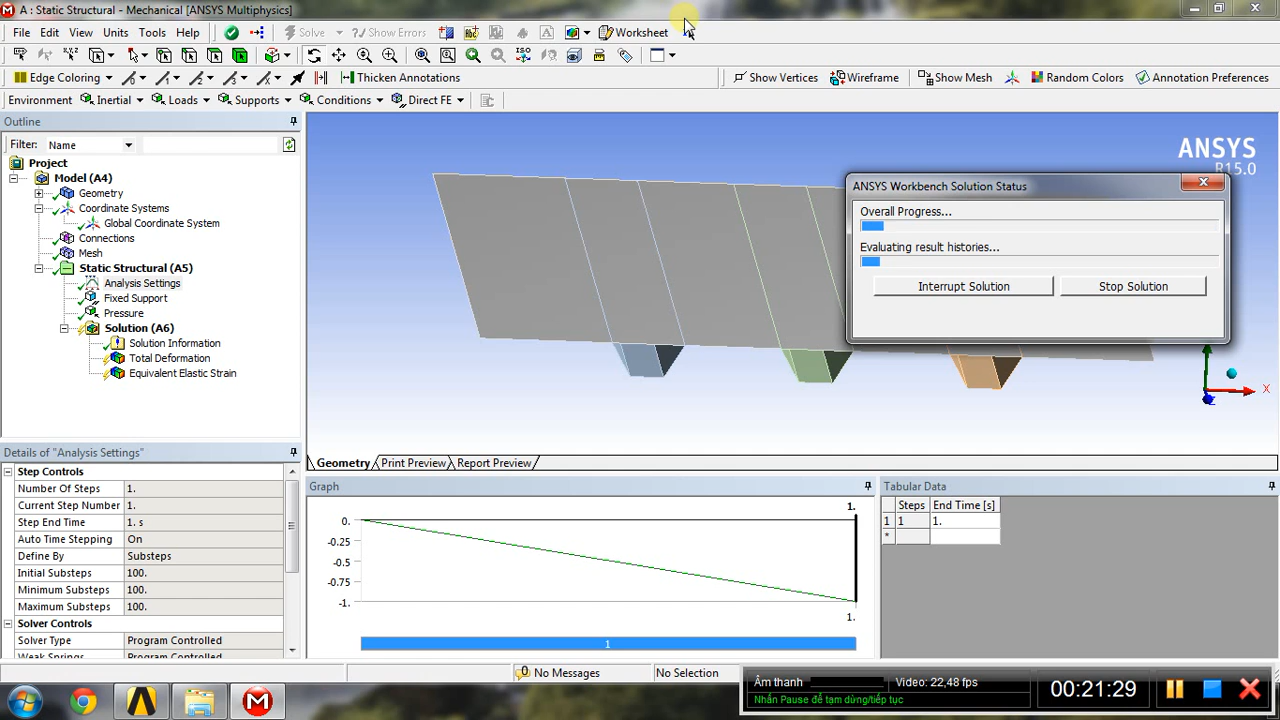 A : Static Structural - Mechanical [ANSYS Multiphysics]
File Edit View Units Tools Help Solve Show Errors Worksheet
Edge Coloring Thicken Annotations Show Vertices Wireframe Show Mesh Random Colors Annotation Preferences
Environment Inertial Loads Supports Conditions Direct FE
Outline
Filter: Name
Project
Model (A4)
Geometry
Coordinate Systems
Global Coordinate System
Connections
Mesh
Static Structural (A5)
Analysis Settings
Fixed Support
Pressure
Solution (A6)
Solution Information
Total Deformation
Equivalent Elastic Strain
ANSYS
R15.0
ANSYS Workbench Solution Status
Overall Progress...
Evaluating result histories...
Interrupt Solution Stop Solution
X
Z
Geometry Print Preview Report Preview
Details of "Analysis Settings"
Step Controls
Number Of Steps 1.
Current Step Number 1.
Step End Time 1. s
Auto Time Stepping On
Define By Substeps
Initial Substeps 100.
Minimum Substeps 100.
Maximum Substeps 100.
Solver Controls
Solver Type Program Controlled
Weak Springs Program Controlled
Graph
1.
0.
-0.25
-0.5
-0.75
-1.
1.
1
Tabular Data
Steps End Time [s]
1 1 1.
*
0 No Messages No Selection
Âm thanh Video: 22,48 fps
Nhấn Pause để tạm dừng/tiếp tục
00:21:29